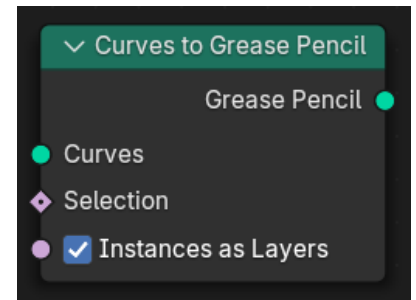 Curves to Grease Pencil
Grease Pencil
Curves
Selection
Instances as Layers